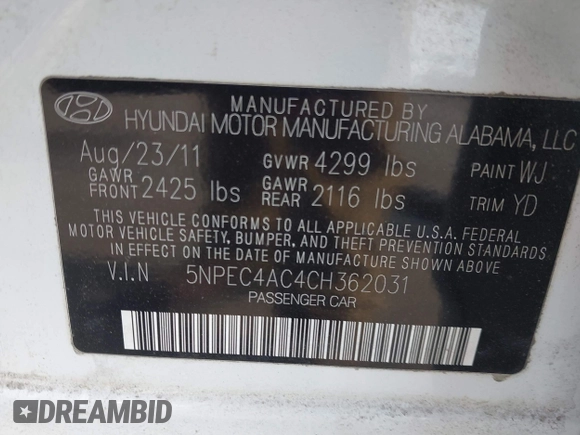 MANUFACTURED BY
HYUNDAI MOTOR MANUFACTURING ALABAMA, LLC
Aug/23/11 GVWR 4299 lbs PAINT WJ
GAWR FRONT 2425 lbs GAWR REAR 2116 lbs TRIM YD
THIS VEHICLE CONFORMS TO ALL APPLICABLE U.S.A. FEDERAL
MOTOR VEHICLE SAFETY, BUMPER, AND THEFT PREVENTION
STANDARDS IN EFFECT ON THE DATE OF MANUFACTURE SHOWN ABOVE
V.I.N 5NPEC4AC4CH362031
PASSENGER CAR
DREAMBID